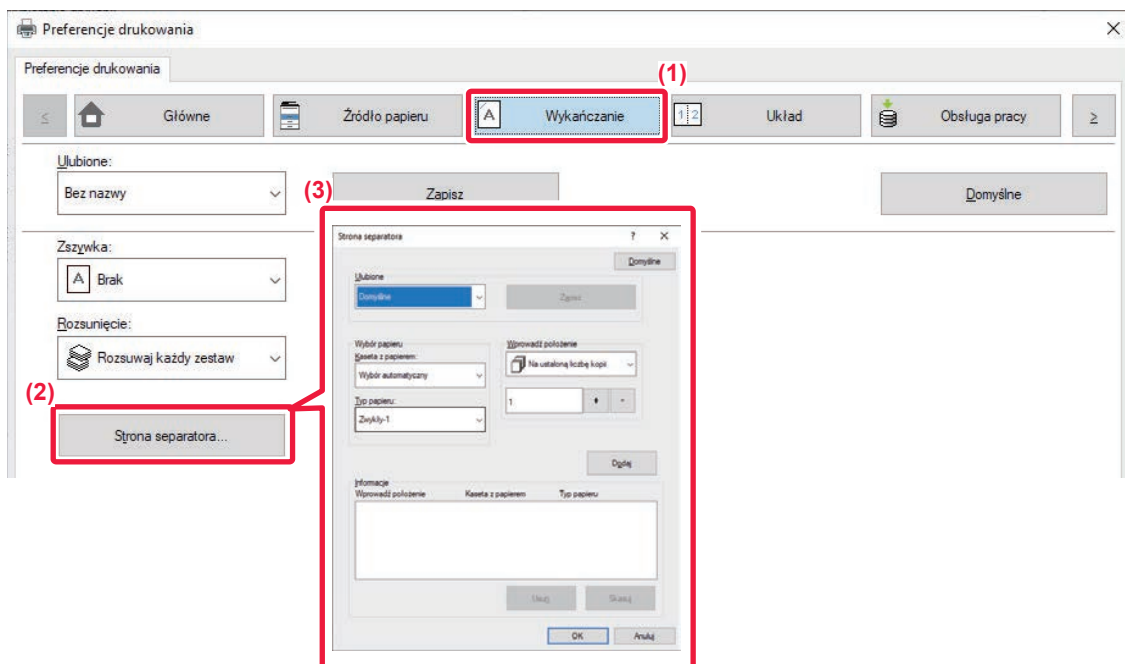 Preferencje drukowania
Preferencje drukowania
(1)
< Główne Źródło papieru Wykańczanie 1 2 Układ Obsługa pracy >
Ulubione:
Bez nazwy
(3)
Zapisz
Domyślne
Strona separatora ? ×
Domyślne
Ulubione
Domyślne
Zapisz
Zszywka:
A Brak
Rozsunięcie:
Rozsuwaj każdy zestaw
(2)
Strona separatora...
Wybór papieru
Kaseta z papierem:
Wybór automatyczny
Typ papieru:
Zwykły-1
Wprowadź położenie
Na ustaloną liczbę kopii
1 + -
Dodaj
Informacje
Wprowadź położenie Kaseta z papierem Typ papieru
Usuń
Skasuj
OK
Anuluj